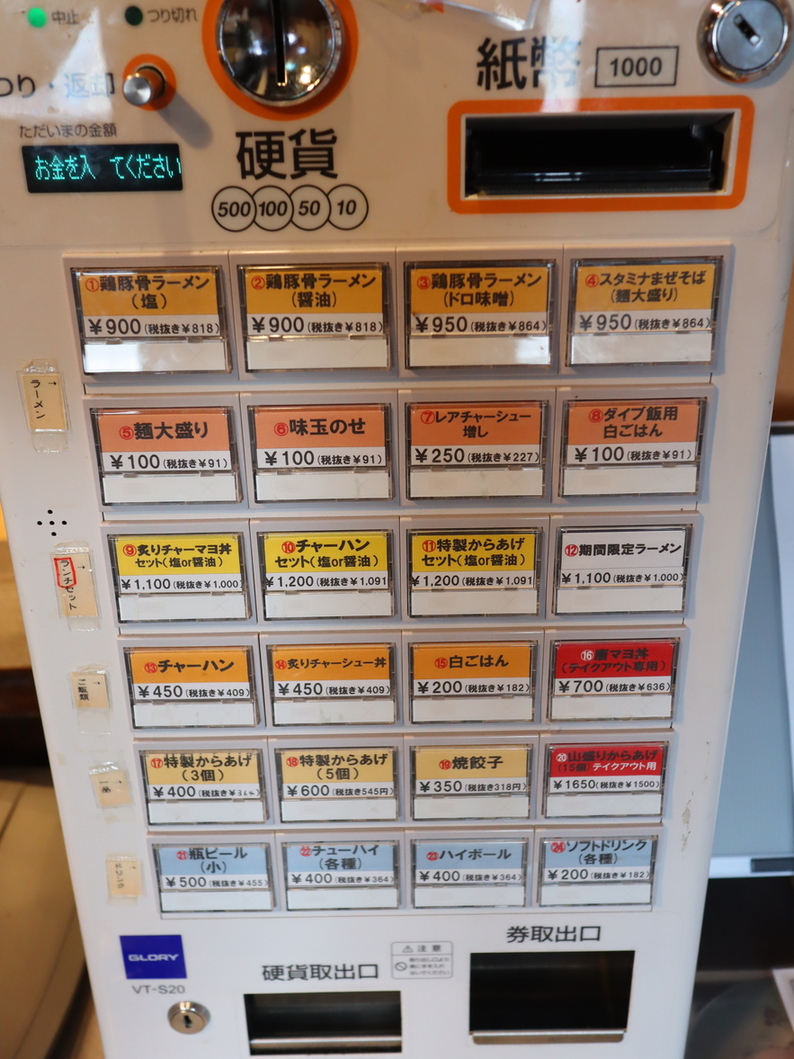 中止
つり切れ
つり・返却
紙幣 1000
ただいまの金額
お金を入 てください
硬貨
500 100 50 10
①鶏豚骨ラーメン
(塩)
¥900(税抜き¥818)
②鶏豚骨ラーメン
(醤油)
¥900(税抜き¥818)
③鶏豚骨ラーメン
(ドロ味噌)
¥950(税抜き¥864)
④スタミナまぜそば
(麺大盛り)
¥950(税抜き¥864)
ラーメン
⑤麺大盛り
¥100(税抜き¥91)
⑥味玉のせ
¥100(税抜き¥91)
⑦レアチャーシュー
増し
¥250(税抜き¥227)
⑧ダイブ飯用
白ごはん
¥100(税抜き¥91)
ランチセット
⑨炙りチャーマヨ丼
セット(塩or醤油)
¥1,100(税抜き¥1,000)
⑩チャーハン
セット(塩or醤油)
¥1,200(税抜き¥1,091
⑪特製からあげ
セット(塩or醤油)
¥1,200(税抜き¥1,091
⑫期間限定ラーメン
¥1,100(税抜き¥1,000)
ご飯類
⑬チャーハン
¥450(税抜き¥409)
⑭炙りチャーシュー丼
¥450(税抜き¥409)
⑮白ごはん
¥200(税抜き¥182)
⑯唐マヨ丼
(テイクアウト専用)
¥700(税抜き¥636)
⑰特製からあげ
(3個)
¥400
⑱特製からあげ
(5個)
¥600(税抜き545円)
⑲焼餃子
¥350(税抜き318円)
⑳山盛りからあげ
(15個)テイクアウト用
¥1650(税抜き¥1500)
㉑瓶ビール
(小)
¥500(税抜き¥455)
㉒チューハイ
(各種)
¥400(税抜き¥364)
㉓ハイボール
¥400(税抜き¥364)
㉔ソフトドリンク
(各種)
¥200(税抜き¥182)
GLORY
VT-S20
硬貨取出口
⚠注意
券取出口